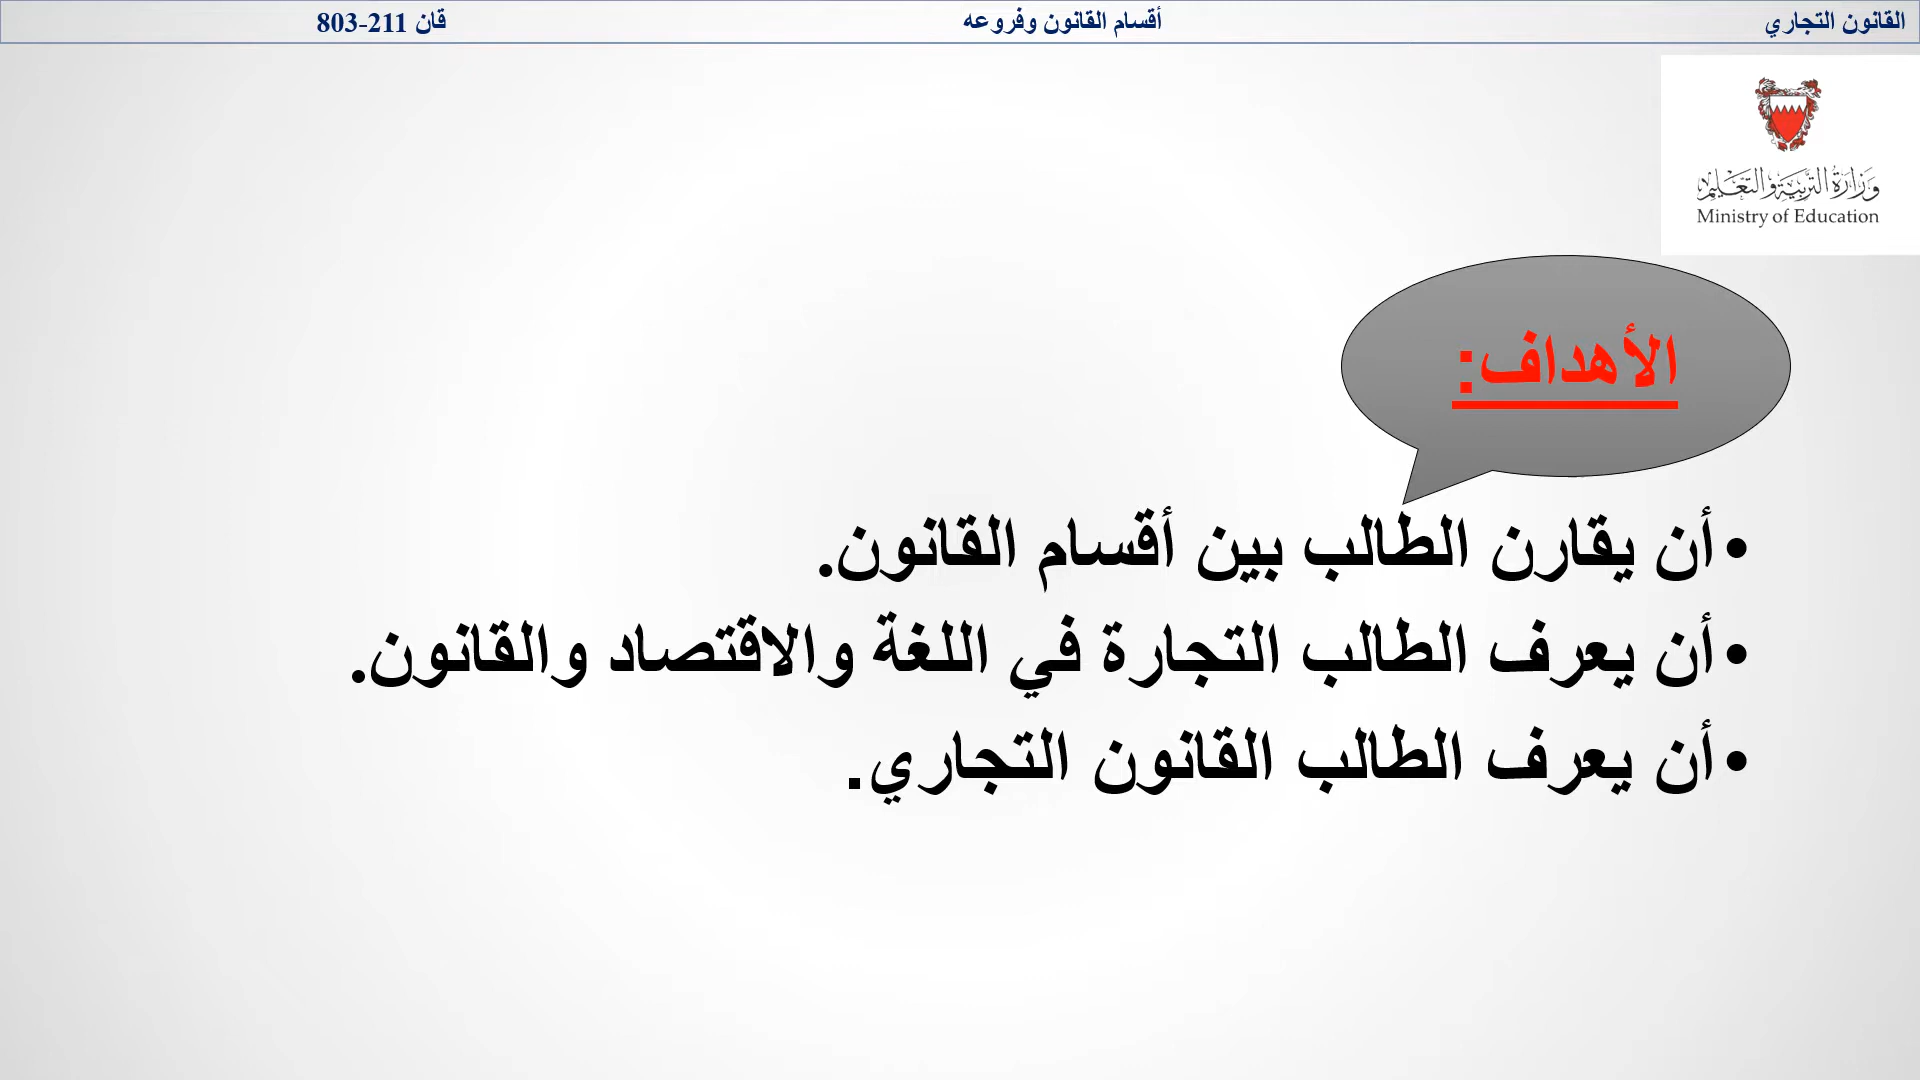 القانون التجاري
أقسام القانون وفروعه
قان 211-803
وزارة التربية والتعليم
Ministry of Education
الأهداف:
• أن يقارن الطالب بين أقسام القانون.
• أن يعرف الطالب التجارة في اللغة والاقتصاد والقانون.
• أن يعرف الطالب القانون التجاري.